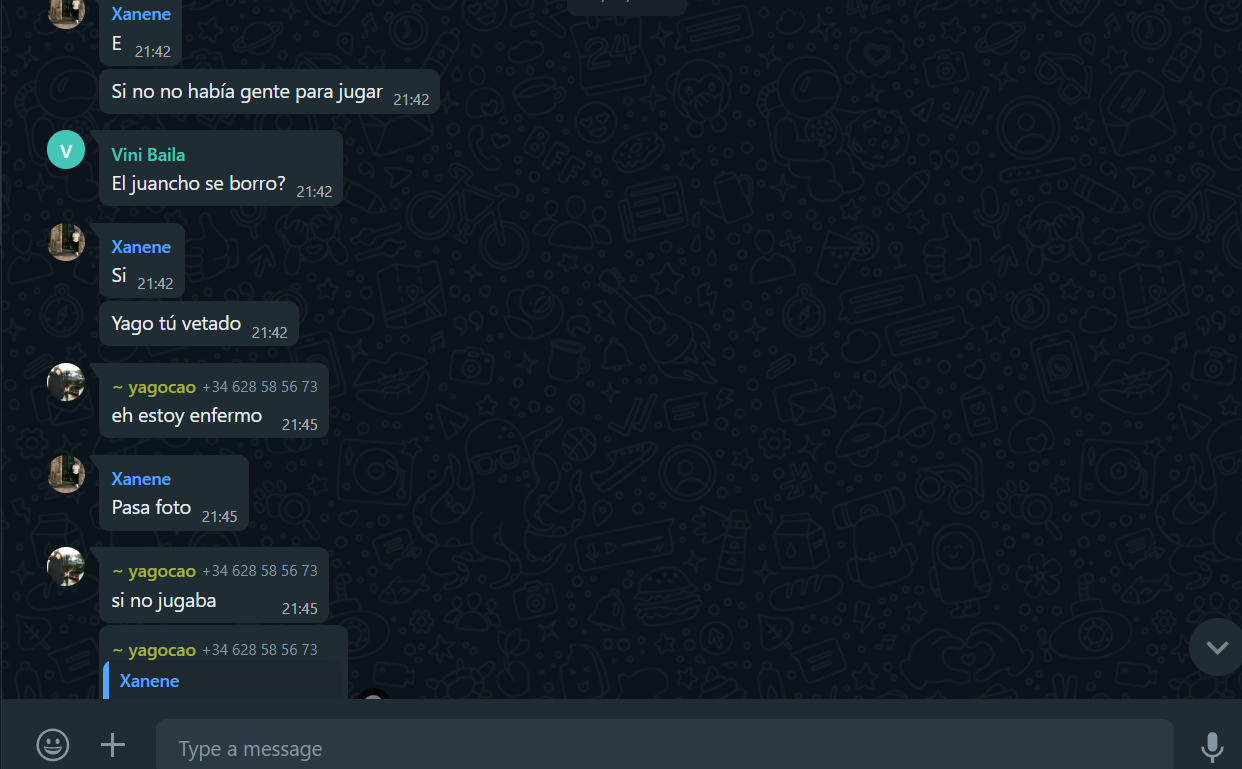 Xanene
E 21:42
Si no no había gente para jugar 21:42
V
Vini Baila
El juancho se borro? 21:42
Xanene
Si 21:42
Yago tú vetado 21:42
~ yagocao +34 628 58 56 73
eh estoy enfermo 21:45
Xanene
Pasa foto 21:45
~ yagocao +34 628 58 56 73
si no jugaba 21:45
~ yagocao +34 628 58 56 73
Xanene
Type a message